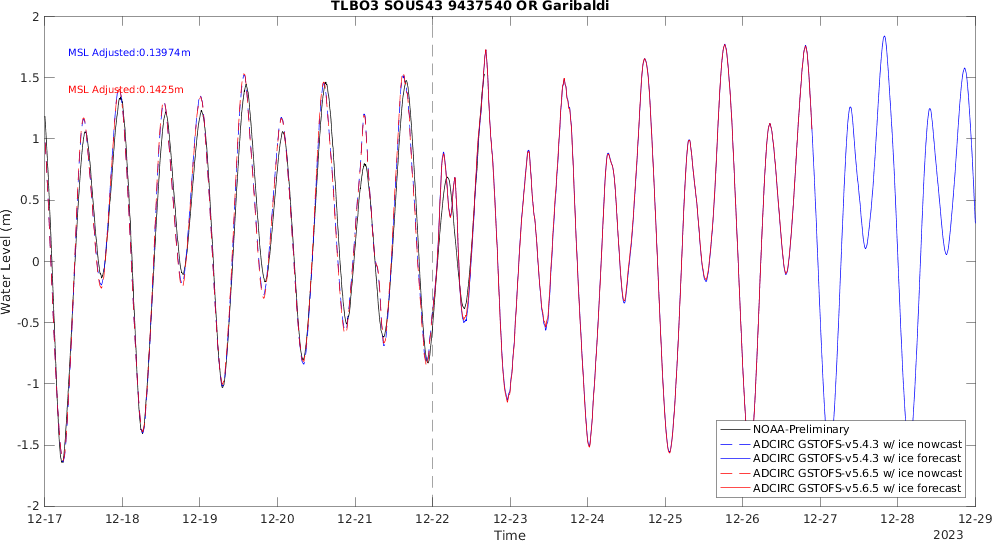 TLBO3 SOUS43 9437540 OR Garibaldi
MSL Adjusted:0.13974m
MSL Adjusted:0.1425m
Water Level (m)
2
1.5
1
0.5
0
-0.5
-1
-1.5
-2
NOAA-Preliminary
ADCIRC GSTOFS-v5.4.3 w/ ice nowcast
ADCIRC GSTOFS-v5.4.3 w/ ice forecast
ADCIRC GSTOFS-v5.6.5 w/ ice nowcast
ADCIRC GSTOFS-v5.6.5 w/ ice forecast
12-17 12-18 12-19 12-20 12-21 12-22 12-23 12-24 12-25 12-26 12-27 12-28 12-29
Time
2023